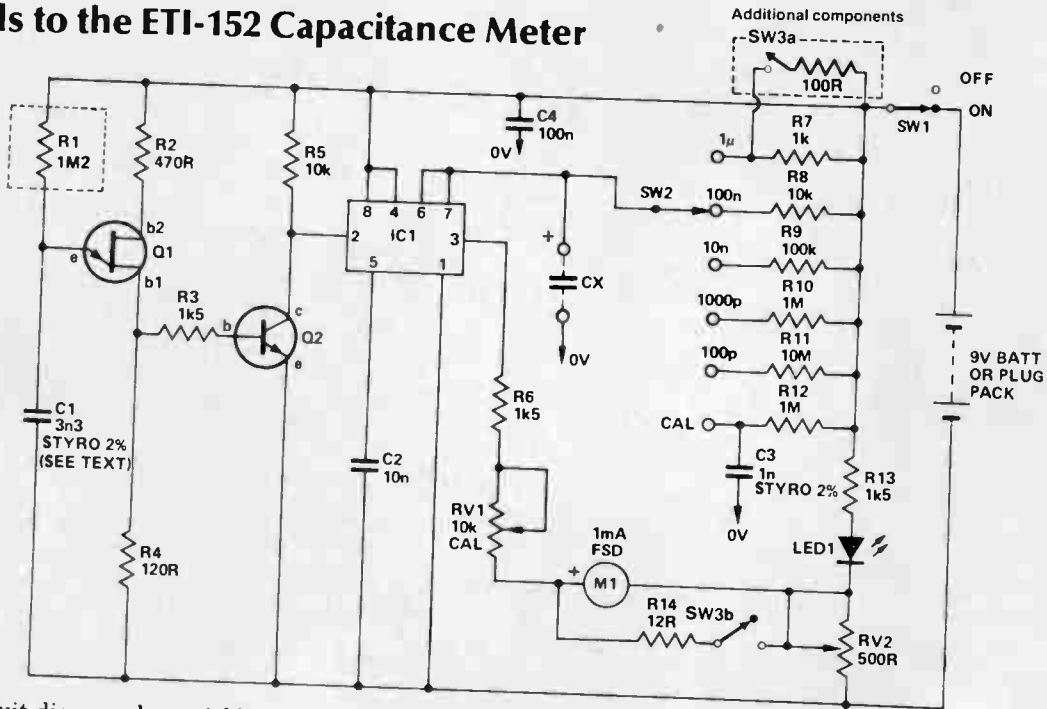 ls to the ETI-152 Capacitance Meter
Additional components
SW3a
100R
OFF
ON
SW1
R1
1M2
R2
470R
R5
10k
C4
100n
0V
1μ
R7
1k
R8
10k
SW2
100n
R9
100k
10n
R10
1M
1000p
R11
10M
100p
R12
1M
CAL
C3
1n
STYRO 2%
0V
R13
1k5
LED1
9V BATT
OR PLUG
PACK
8 4 6 7
2 IC1 3
5 1
+
CX
0V
b2
e Q1
b1
R3
1k5
b c
Q2
e
C1
3n3
STYRO 2%
(SEE TEXT)
R4
120R
C2
10n
R6
1k5
RV1
10k
CAL
1mA
FSD
+
M1
R14
12R
SW3b
RV2
500R